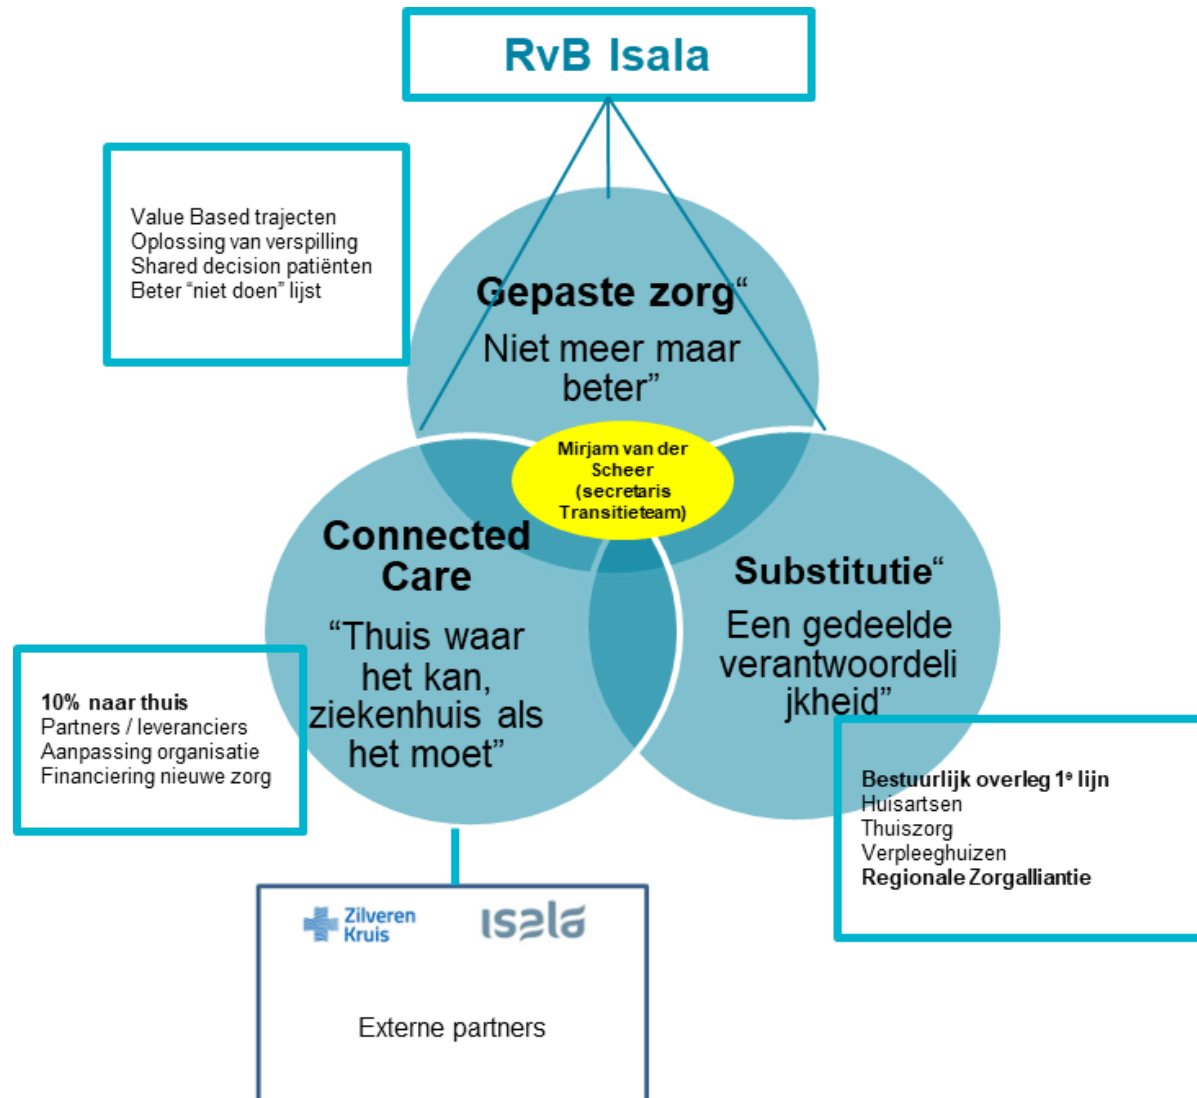 RvB Isala
Value Based trajecten
Oplossing van verspilling
Shared decision patiënten
Beter “niet doen” lijst
Gepaste zorg“
Niet meer maar
beter”
Mirjam van der
Scheer
(secretaris
Transitieteam)
Connected
Care
“Thuis waar
het kan,
ziekenhuis als
het moet”
Substitutie“
Een gedeelde
verantwoordeli
jkheid”
10% naar thuis
Partners / leveranciers
Aanpassing organisatie
Financiering nieuwe zorg
Bestuurlijk overleg 1ᵉ lijn
Huisartsen
Thuiszorg
Verpleeghuizen
Regionale Zorgalliantie
Zilveren
Kruis
isala
Externe partners